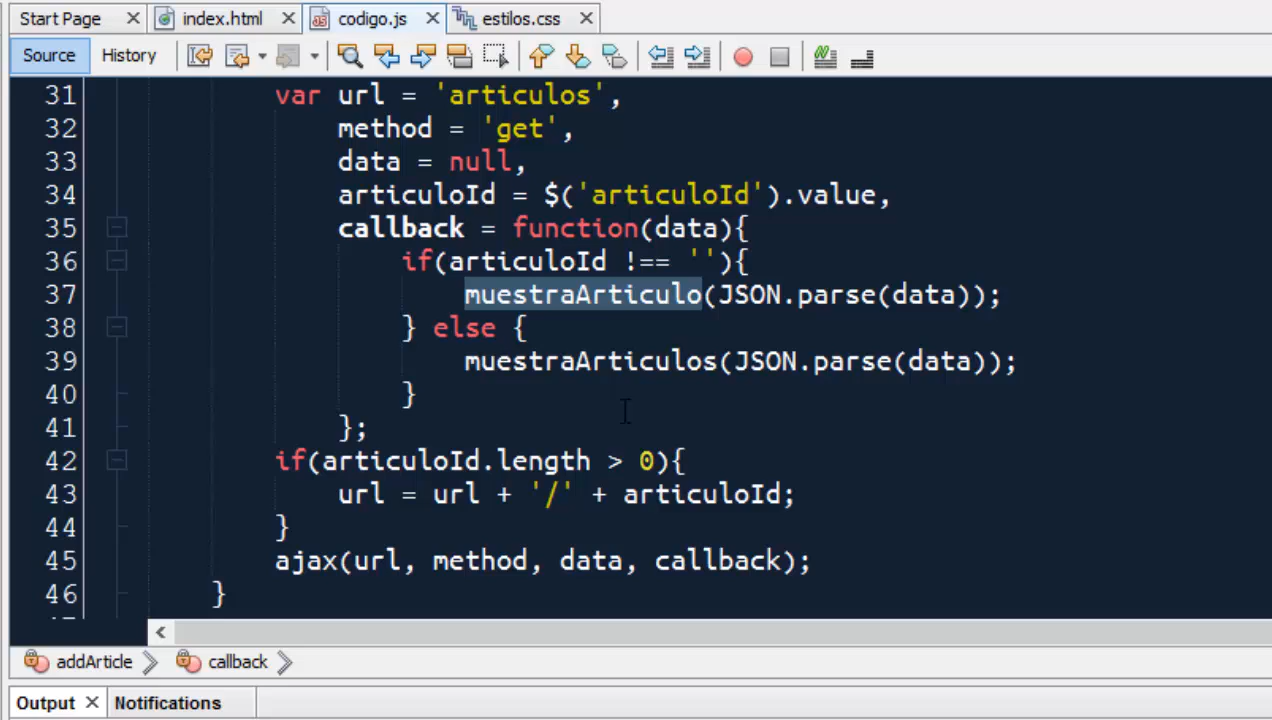 Start Page index.html codigo.js estilos.css
Source History
31 var url = 'articulos',
32 method = 'get',
33 data = null,
34 articuloId = $('articuloId').value,
35 callback = function(data){
36 if(articuloId !== ''){
37 muestraArticulo(JSON.parse(data));
38 } else {
39 muestraArticulos(JSON.parse(data));
40 }
41 };
42 if(articuloId.length > 0){
43 url = url + '/' + articuloId;
44 }
45 ajax(url, method, data, callback);
46 }
addArticle callback
Output Notifications